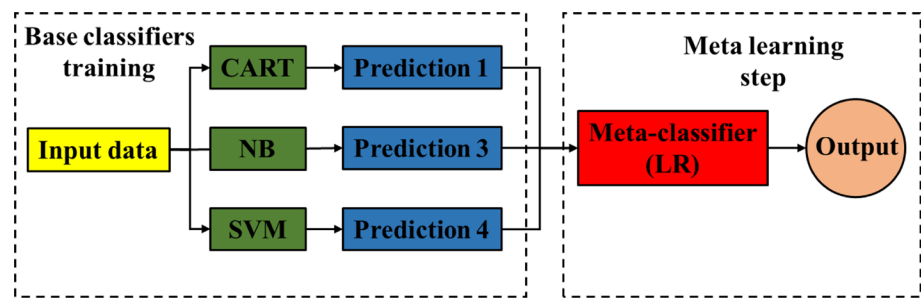 Base classifiers
training
Input data
CART
Prediction 1
NB
Prediction 3
SVM
Prediction 4
Meta learning
step
Meta-classifier
(LR)
Output